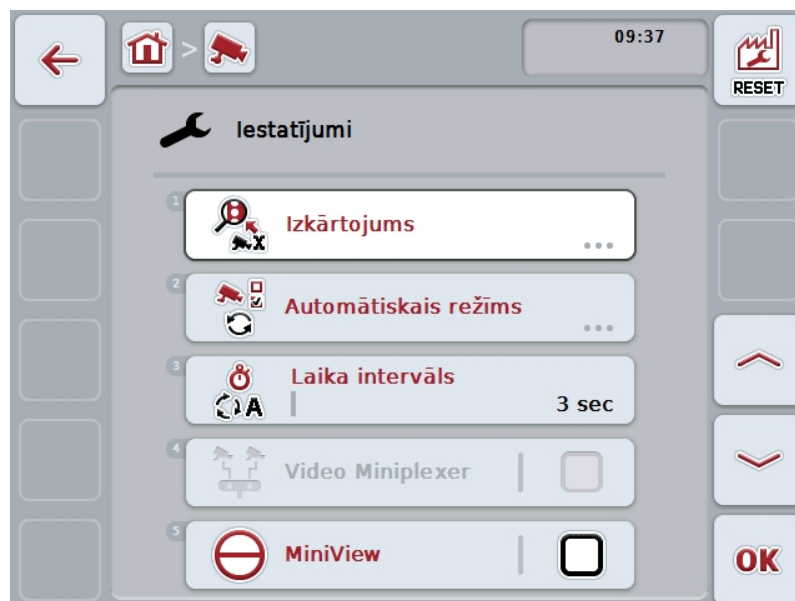 >
09:37
RESET
Iestatījumi
1
X
Izkārtojums
...
2
Automātiskais režīms
...
3
A
Laika intervāls
3 sec
4
Video Miniplexer
5
MiniView
OK